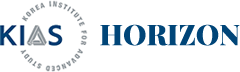 KOREA INSTITUTE FOR ADVANCED STUDY
KIAS HORIZON